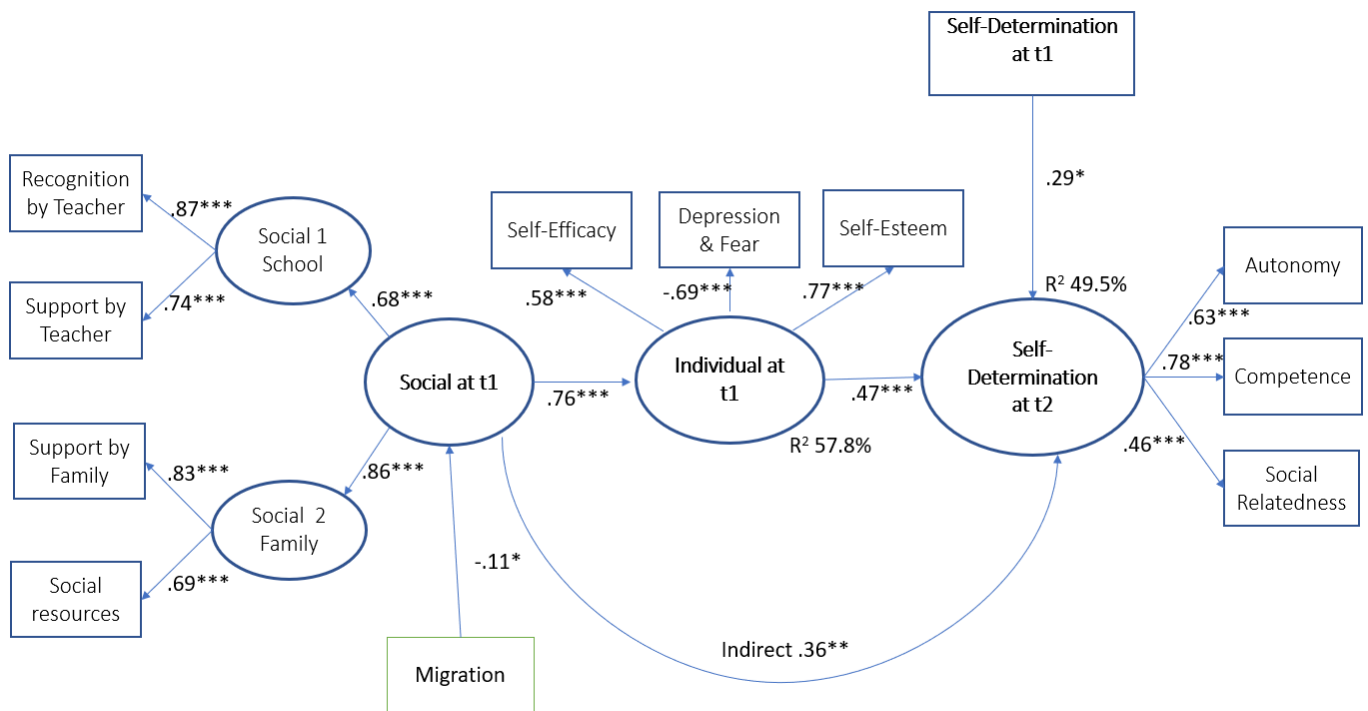 Self-Determination
at t1
.29*
Recognition
by Teacher
.87***
Social 1
School
Support by
Teacher
.74***
.68***
Self-Efficacy
Depression
& Fear
Self-Esteem
.58***
-.69***
.77***
R² 49.5%
Autonomy
.63***
Social at t1
.76***
Individual at
t1
.47***
R² 57.8%
Self-
Determination
at t2
.78***
Competence
.46***
Social
Relatedness
Support by
Family
.83***
.86***
Social 2
Family
Social
resources
.69***
-.11*
Migration
Indirect .36**